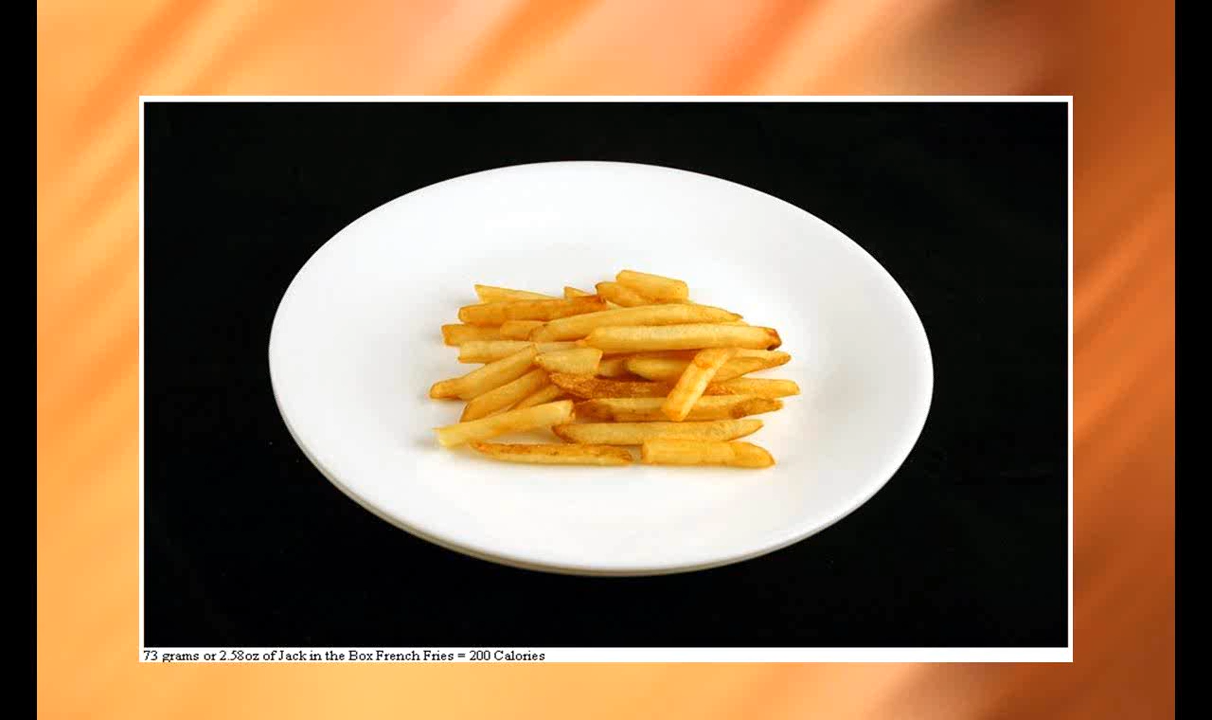 73 grams or 2.58oz of Jack in the Box French Fries = 200 Calories